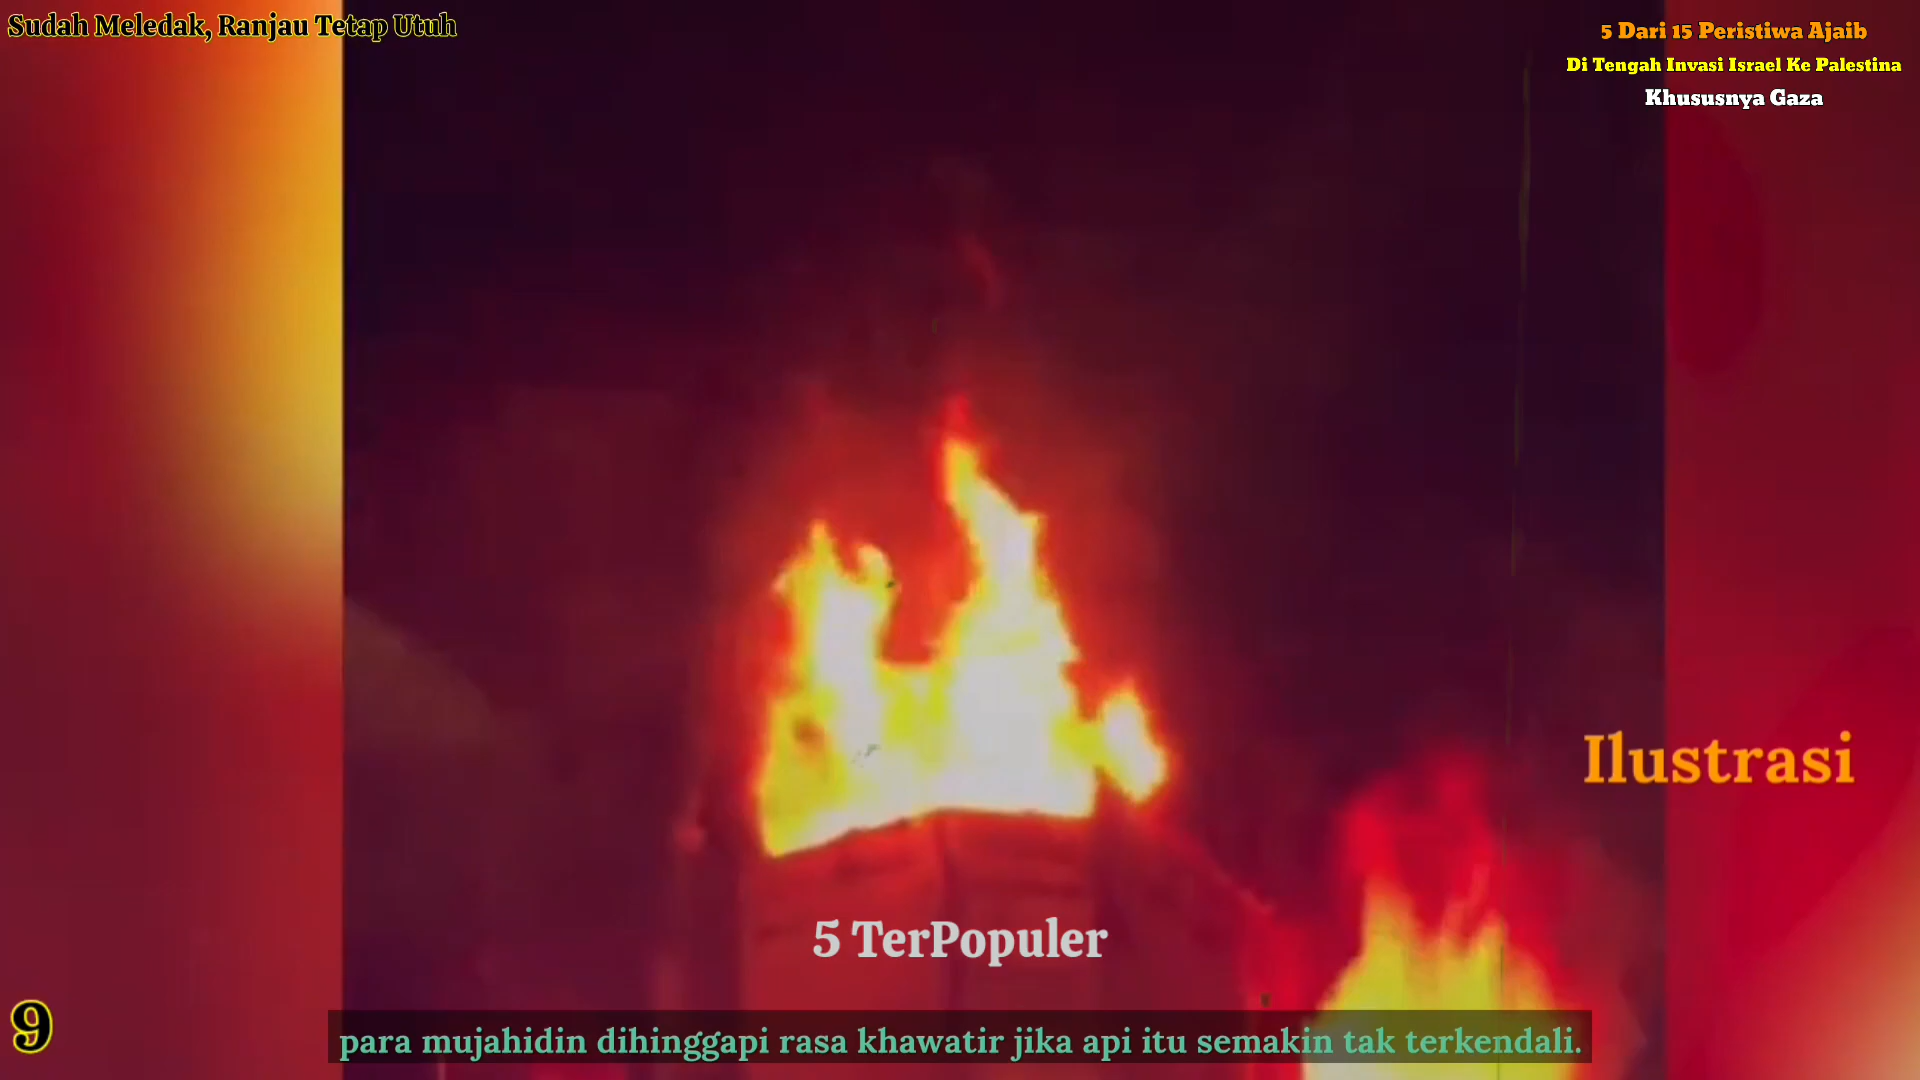 Sudah Meledak, Ranjau Tetap Utuh
5 Dari 15 Peristiwa Ajaib
Di Tengah Invasi Israel Ke Palestina
Khususnya Gaza
Ilustrasi
5 TerPopuler
9
para mujahidin dihinggapi rasa khawatir jika api itu semakin tak terkendali.